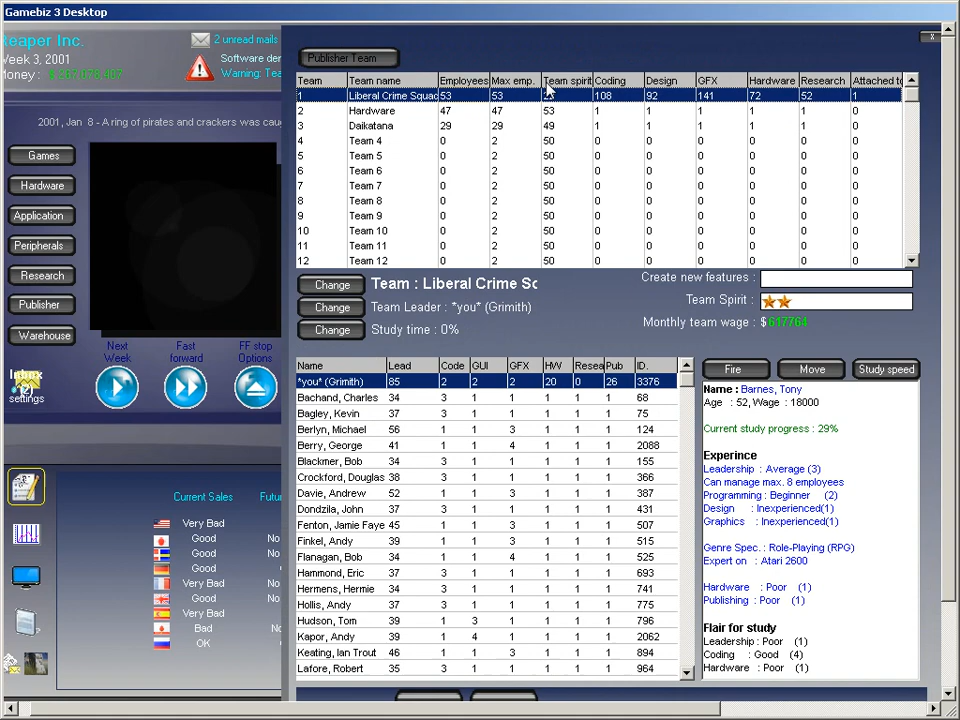 Gamebiz 3 Desktop
Reaper Inc.
Week 3, 2001
Money : $ 367,078,407
2 unread mails
Software der
Warning: Tea
2001, Jan 8 - A ring of pirates and crackers was cau
Games
Hardware
Application
Peripherals
Research
Publisher
Warehouse
Next Week
Fast forward
FF stop Options
Inbox (2)
settings
Current Sales Futu
Very Bad
Good No
Good No
Good
Very Bad No
Good No
Very Bad
Bad No
OK
x
Publisher Team
Team Team name Employees Max emp. Team spirit Coding Design GFX Hardware Research Attached to
1 Liberal Crime Squad 53 53 108 92 141 72 52 1
2 Hardware 47 47 53 1 1 1 1 1 0
3 Daikatana 29 29 49 1 1 1 1 1 0
4 Team 4 0 2 50 0 0 0 0 0 0
5 Team 5 0 2 50 0 0 0 0 0 0
6 Team 6 0 2 50 0 0 0 0 0 0
7 Team 7 0 2 50 0 0 0 0 0 0
8 Team 8 0 2 50 0 0 0 0 0 0
9 Team 9 0 2 50 0 0 0 0 0 0
10 Team 10 0 2 50 0 0 0 0 0 0
11 Team 11 0 2 50 0 0 0 0 0 0
12 Team 12 0 2 50 0 0 0 0 0 0
Change Team : Liberal Crime Sc
Change Team Leader : *you* (Grimith)
Change Study time : 0%
Create new features :
Team Spirit :
Monthly team wage : $617764
Name Lead Code GUI GFX HW Resea Pub ID.
*you* (Grimith) 85 2 2 2 20 0 26 3376
Bachand, Charles 34 3 1 1 1 1 1 68
Bagley, Kevin 37 3 1 1 1 1 1 75
Berlyn, Michael 56 1 1 3 1 1 1 124
Berry, George 41 1 1 4 1 1 1 2088
Blackmer, Bob 34 3 1 1 1 1 1 155
Crockford, Douglas 38 3 1 1 1 1 1 366
Davie, Andrew 52 1 1 3 1 1 1 387
Dondzila, John 37 3 1 1 1 1 1 431
Fenton, Jamie Faye 45 1 1 3 1 1 1 507
Finkel, Andy 39 1 1 3 1 1 1 515
Flanagan, Bob 34 1 1 4 1 1 1 525
Hammond, Eric 37 3 1 1 1 1 1 693
Hermens, Hermie 34 3 1 1 1 1 1 741
Hollis, Andy 37 3 1 1 1 1 1 775
Hudson, Tom 39 1 3 1 1 1 1 796
Kapor, Andy 39 1 4 1 1 1 1 2062
Keating, Ian Trout 46 1 1 3 1 1 1 894
Lafore, Robert 35 3 1 1 1 1 1 964
Fire Move Study speed
Name : Barnes, Tony
Age : 52, Wage : 18000
Current study progress : 29%
Experince
Leadership : Average (3)
Can manage max. 8 employees
Programming : Beginner (2)
Design : Inexperienced(1)
Graphics : Inexperienced(1)
Genre Spec. : Role-Playing (RPG)
Expert on : Atari 2600
Hardware : Poor (1)
Publishing : Poor (1)
Flair for study
Leadership : Poor (1)
Coding : Good (4)
Hardware : Poor (1)